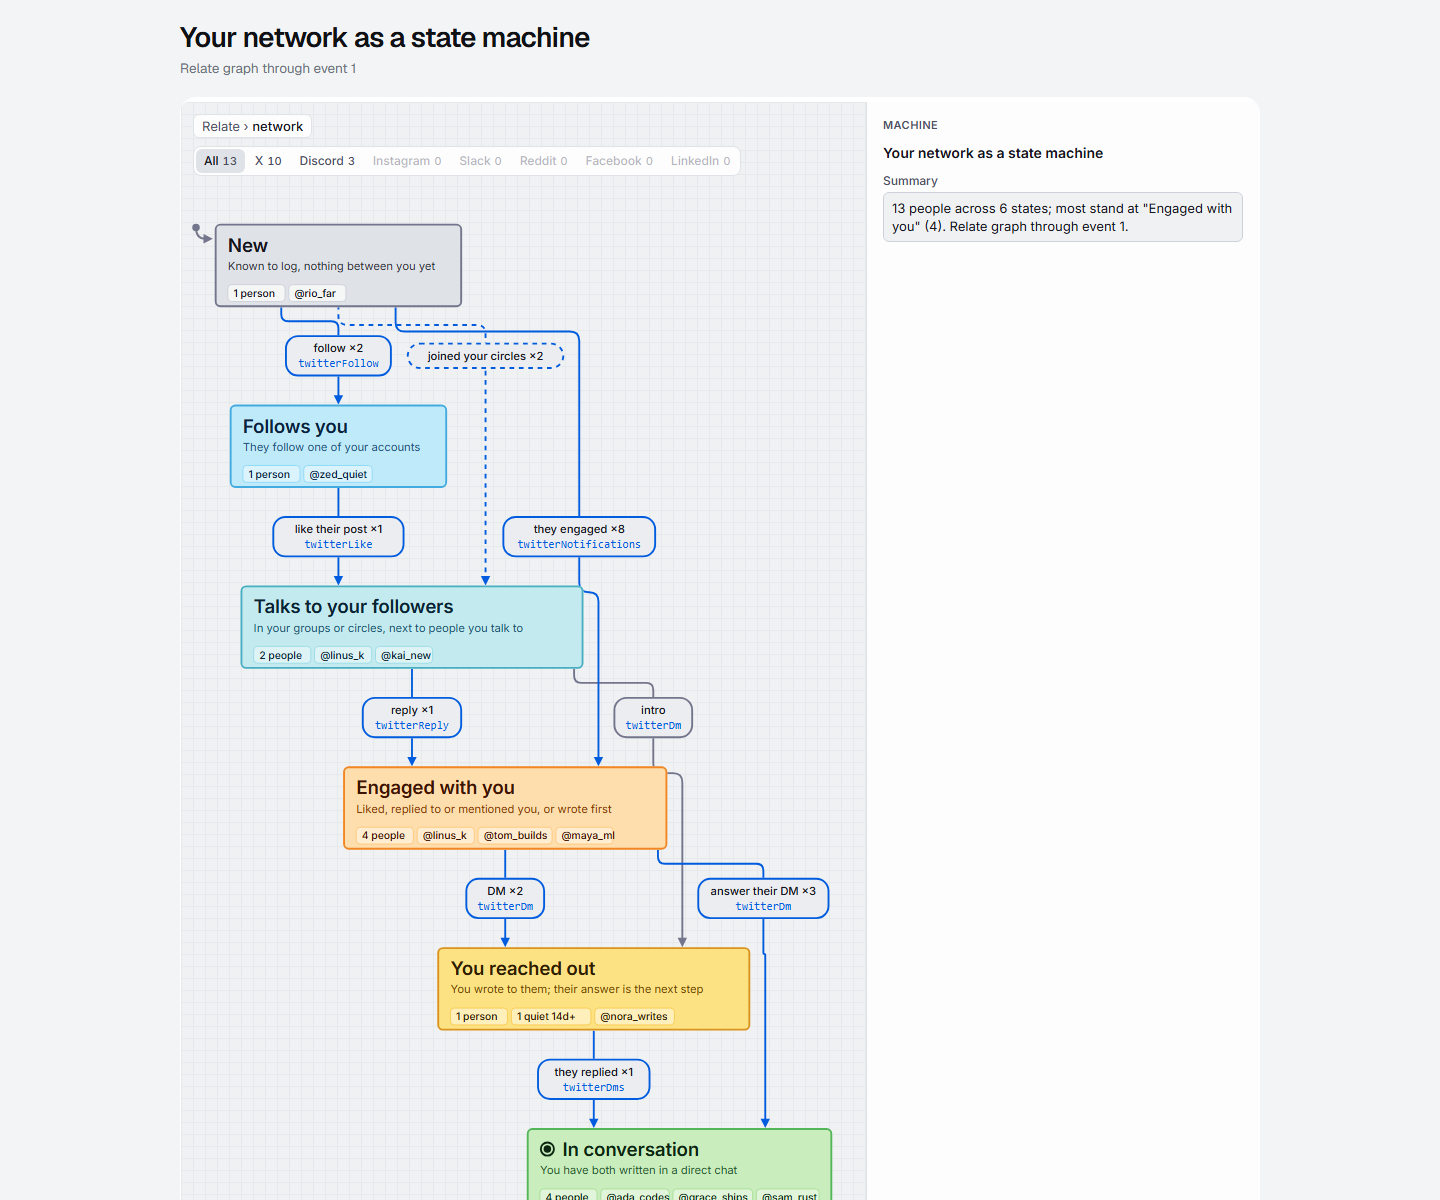 Your network as a state machine
Relate graph through event 1
Relate › network
All 13 X 10 Discord 3 Instagram 0 Slack 0 Reddit 0 Facebook 0 LinkedIn 0
New
Known to log, nothing between you yet
1 person @rio_far
follow ×2
twitterFollow
joined your circles ×2
Follows you
They follow one of your accounts
1 person @zed_quiet
like their post ×1
twitterLike
they engaged ×8
twitterNotifications
Talks to your followers
In your groups or circles, next to people you talk to
2 people @linus_k @kai_new
reply ×1
twitterReply
intro
twitterDm
Engaged with you
Liked, replied to or mentioned you, or wrote first
4 people @linus_k @tom_builds @maya_ml
DM ×2
twitterDm
answer their DM ×3
twitterDm
You reached out
You wrote to them; their answer is the next step
1 person 1 quiet 14d+ @nora_writes
they replied ×1
twitterDms
In conversation
You have both written in a direct chat
4 people @ada_codes @grace_ships @sam_rust
MACHINE
Your network as a state machine
Summary
13 people across 6 states; most stand at "Engaged with
you" (4). Relate graph through event 1.